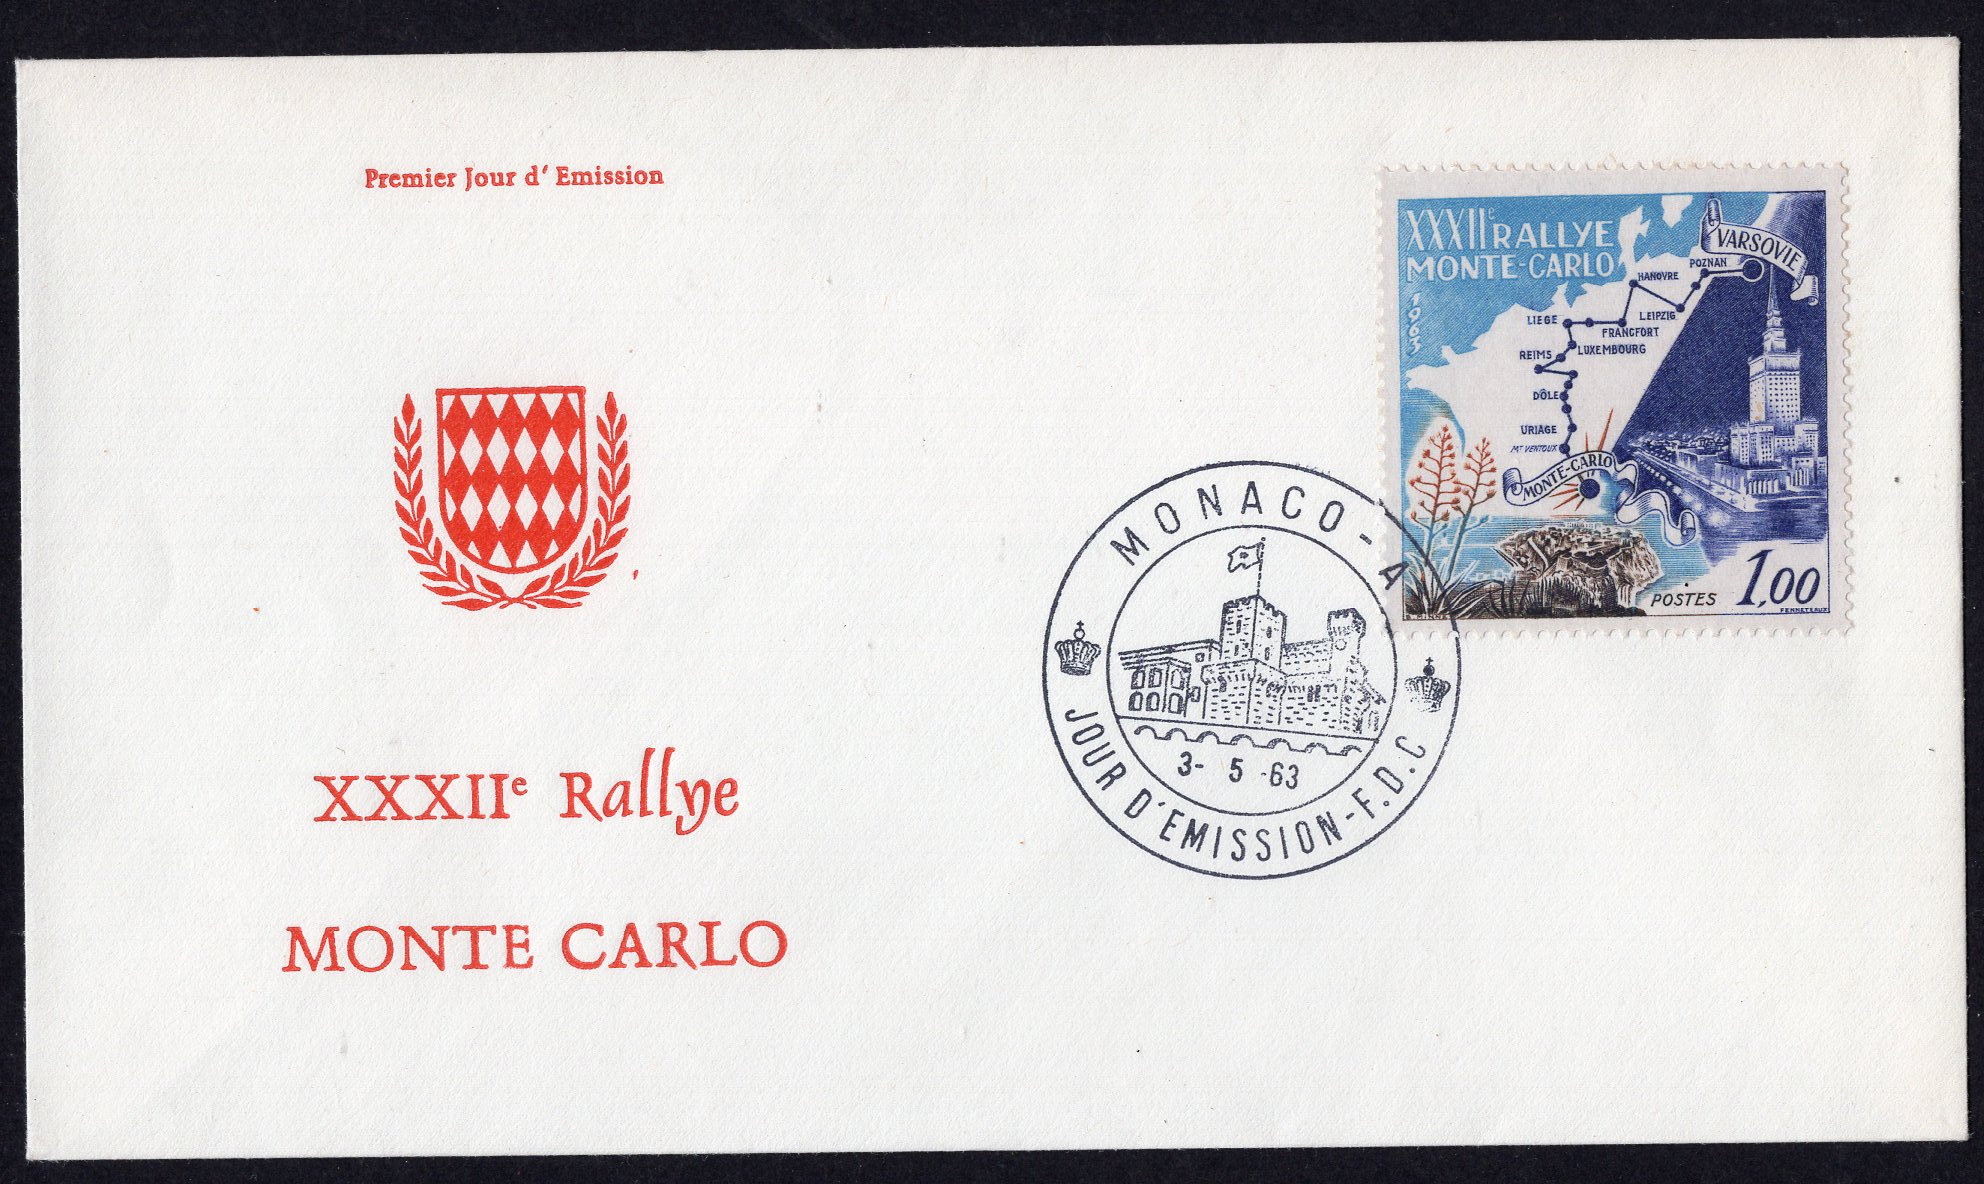 Premier Jour d' Emission
XXXIIe Rallye
MONTE CARLO
MONACO - A
3- 5 -63
JOUR D'EMISSION - F.D.C
XXXIIe RALLYE
MONTE-CARLO
1963
VARSOVIE
POZNAN
HANOVRE
LEIPZIG
LIEGE
FRANCFORT
LUXEMBOURG
REIMS
DÔLE
URIAGE
MT VENTOUX
MONTE-CARLO
POSTES 1,00
FENNETEAUX